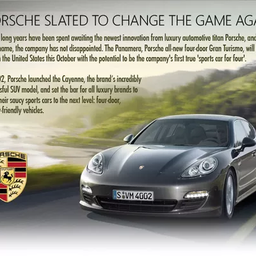 ORSCHE SLATED TO CHANGE THE GAME AGA
long years have been spent awaiting the newest innovation from luxury automotive titan Porsche, and
name, the company has not disappointed. The Panamera, Porsche all-new four-door Gran Turismo, will
the United States this October with the potential to be the company's first true 'sports car for four'.
02, Porsche launched the Cayenne, the brand's incredibly
sful SUV model, and set the bar for all luxury brands to
heir saucy sports cars to the next level: four-door,
-friendly vehicles.
PORSCHE
S VM 4002